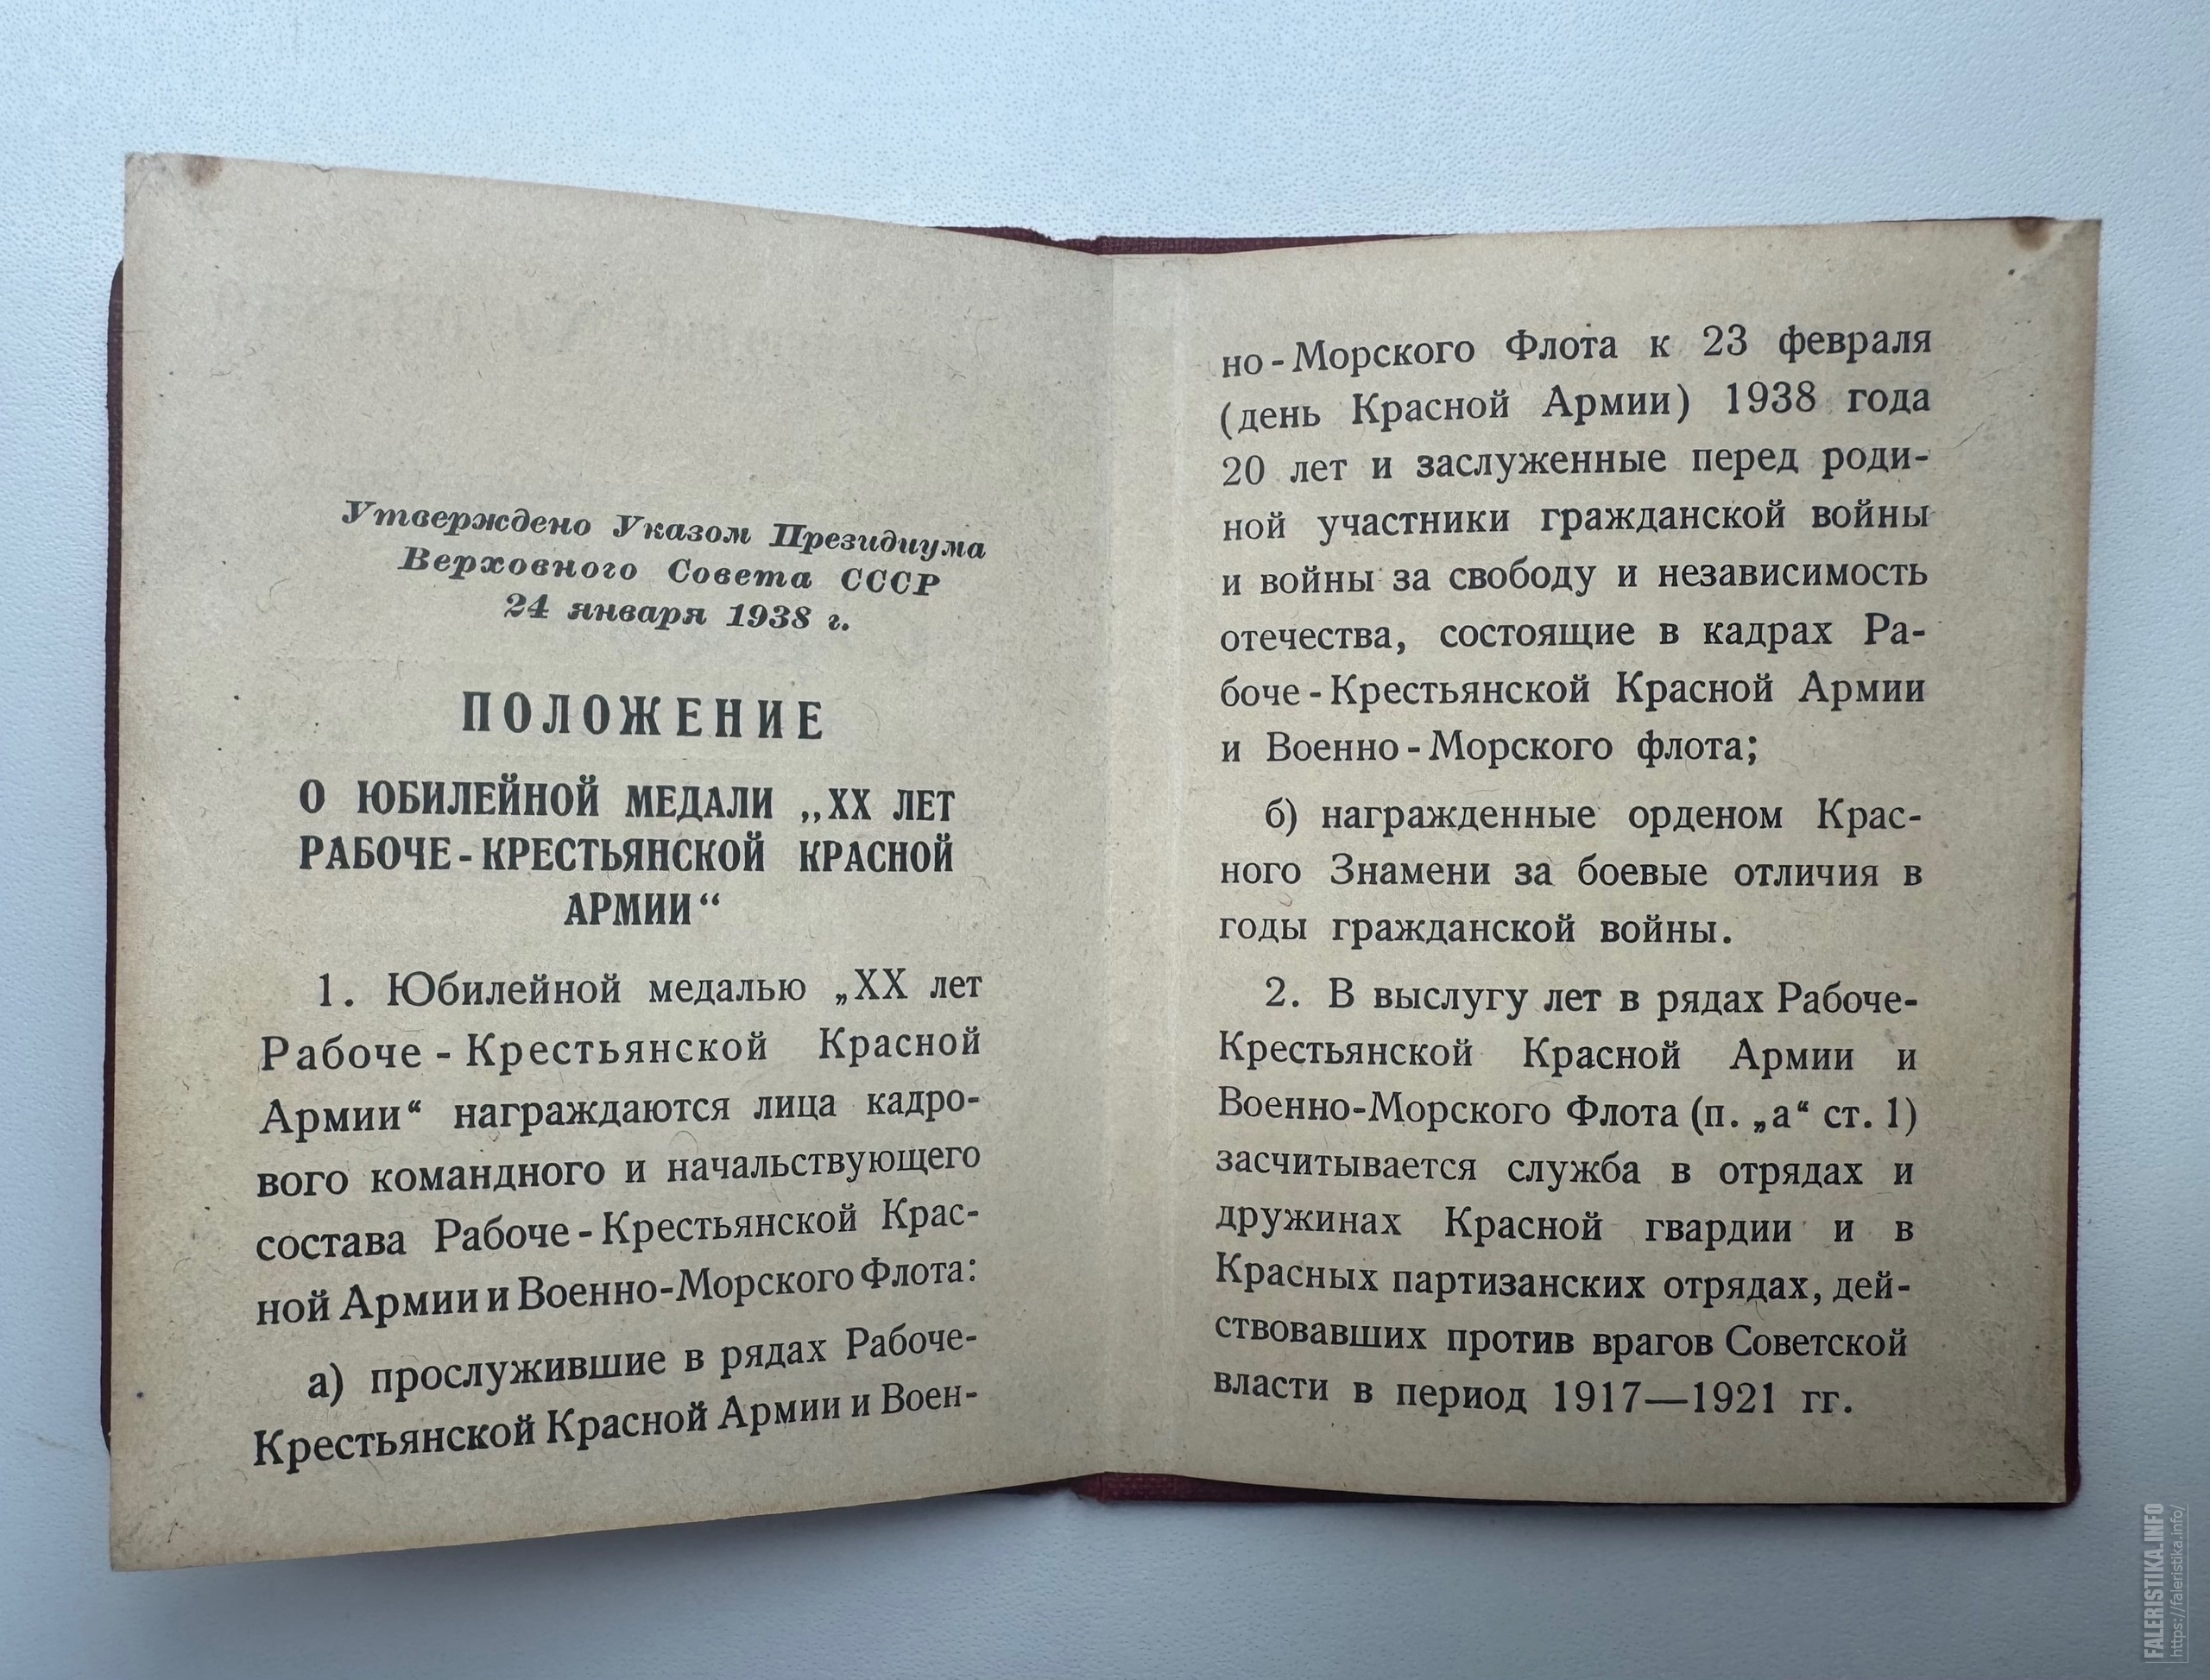 Утверждено Указом Президиума
Верховного Совета СССР
24 января 1938 г.
ПОЛОЖЕНИЕ
О ЮБИЛЕЙНОЙ МЕДАЛИ „XX ЛЕТ
РАБОЧЕ-КРЕСТЬЯНСКОЙ КРАСНОЙ
АРМИИ“
1. Юбилейной медалью „XX лет
Рабоче-Крестьянской Красной
Армии“ награждаются лица кадро-
вого командного и начальствующего
состава Рабоче-Крестьянской Крас-
ной Армии и Военно-Морского Флота:
а) прослужившие в рядах Рабоче-
Крестьянской Красной Армии и Воен-
но-Морского Флота к 23 февраля
(день Красной Армии) 1938 года
20 лет и заслуженные перед роди-
ной участники гражданской войны
и войны за свободу и независимость
отечества, состоящие в кадрах Ра-
боче-Крестьянской Красной Армии
и Военно-Морского флота;
б) награжденные орденом Крас-
ного Знамени за боевые отличия в
годы гражданской войны.
2. В выслугу лет в рядах Рабоче-
Крестьянской Красной Армии и
Военно-Морского Флота (п. „а“ ст. 1)
засчитывается служба в отрядах и
дружинах Красной гвардии и в
Красных партизанских отрядах, дей-
ствовавших против врагов Советской
власти в период 1917—1921 гг.
FALERISTIKA.INFO
https://faleristika.info/